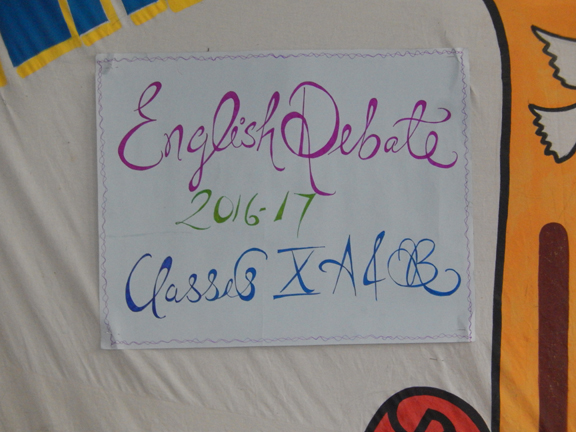 English Debate
2016-17
Classes X A & B